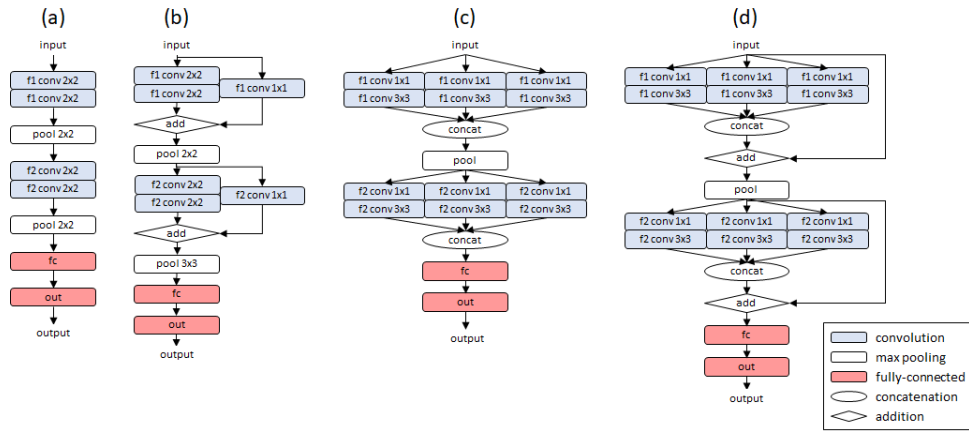 (a)
input
f1 conv 2x2
f1 conv 2x2
pool 2x2
f2 conv 2x2
f2 conv 2x2
pool 2x2
fc
out
output
(b)
input
f1 conv 2x2
f1 conv 2x2
f1 conv 1x1
add
pool 2x2
f2 conv 2x2
f2 conv 2x2
f2 conv 1x1
add
pool 3x3
fc
out
output
(c)
input
f1 conv 1x1 f1 conv 1x1 f1 conv 1x1
f1 conv 3x3 f1 conv 3x3 f1 conv 3x3
concat
pool
f2 conv 1x1 f2 conv 1x1 f2 conv 1x1
f2 conv 3x3 f2 conv 3x3 f2 conv 3x3
concat
fc
out
output
(d)
input
f1 conv 1x1 f1 conv 1x1 f1 conv 1x1
f1 conv 3x3 f1 conv 3x3 f1 conv 3x3
concat
add
pool
f2 conv 1x1 f2 conv 1x1 f2 conv 1x1
f2 conv 3x3 f2 conv 3x3 f2 conv 3x3
concat
add
fc
out
output
convolution
max pooling
fully-connected
concatenation
addition